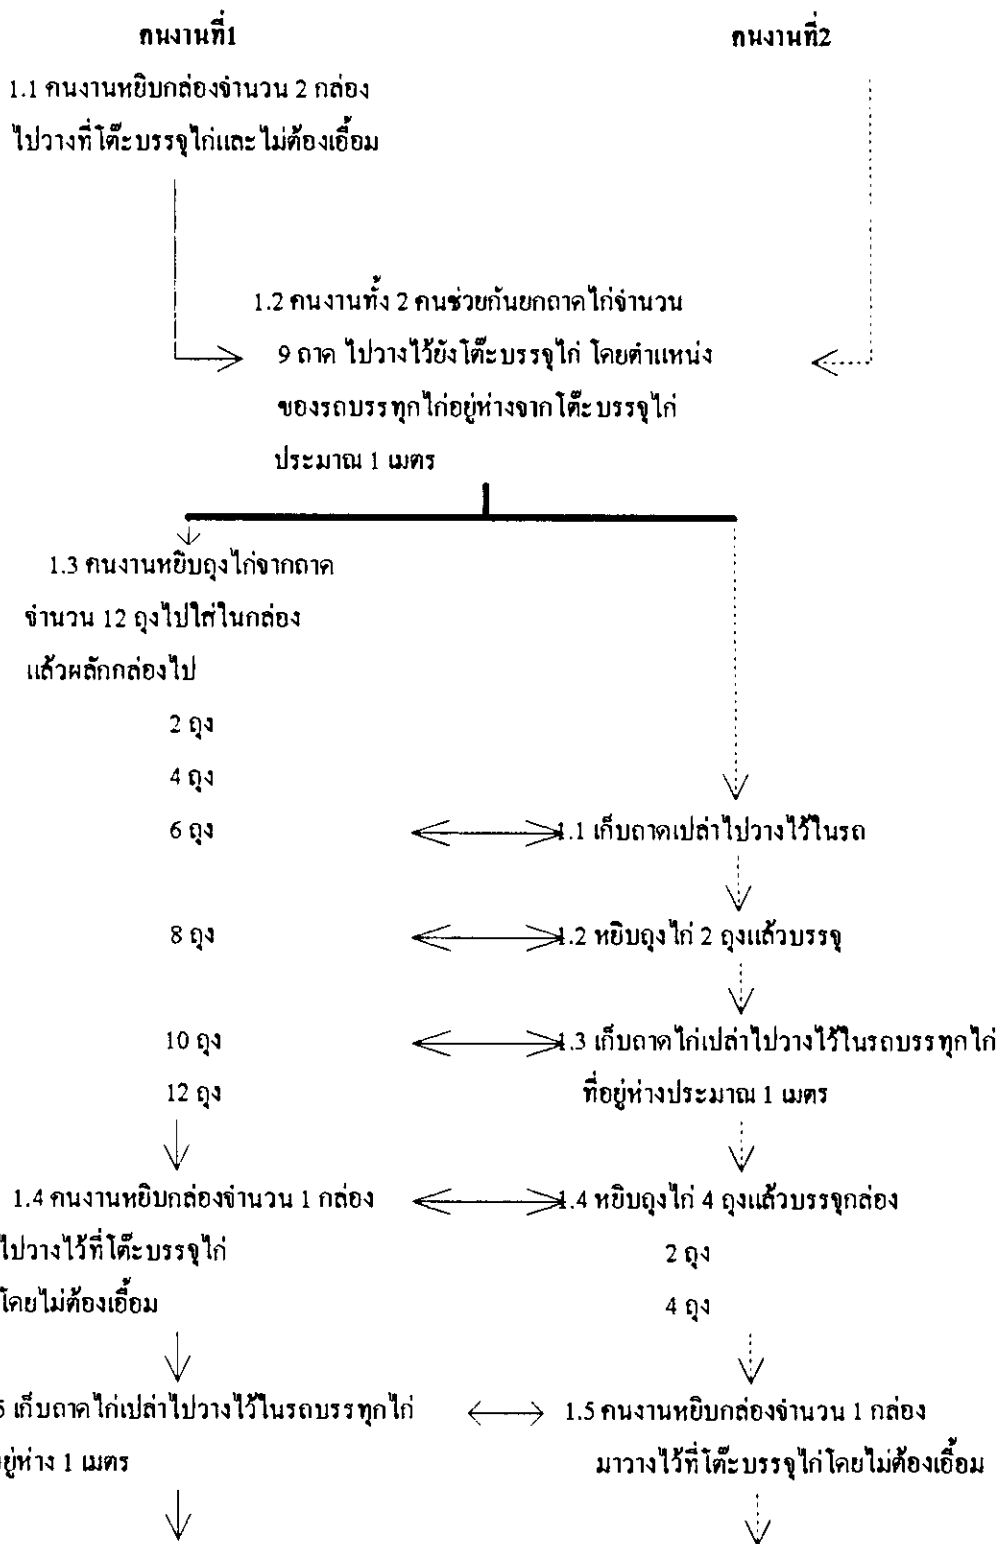 คนงานที่1
คนงานที่2
1.1 คนงานหยิบกล่องจำนวน 2 กล่อง
ไปวางที่โต๊ะบรรจุไก่และไม่ต้องเอื้อม
1.2 คนงานทั้ง 2 คนช่วยกันยกถาดไก่จำนวน
9 ถาด ไปวางไว้ยังโต๊ะบรรจุไก่ โดยตำแหน่ง
ของรถบรรทุกไก่อยู่ห่างจากโต๊ะบรรจุไก่
ประมาณ 1 เมตร
1.3 คนงานหยิบถุงไก่จากถาด
จำนวน 12 ถุงไปใส่ในกล่อง
แล้วผลักกล่องไป
2 ถุง
4 ถุง
6 ถุง
1.1 เก็บถาดเปล่าไปวางไว้ในรถ
8 ถุง
1.2 หยิบถุงไก่ 2 ถุงแล้วบรรจุ
10 ถุง
1.3 เก็บถาดไก่เปล่าไปวางไว้ในรถบรรทุกไก่
12 ถุง
ที่อยู่ห่างประมาณ 1 เมตร
1.4 คนงานหยิบกล่องจำนวน 1 กล่อง
1.4 หยิบถุงไก่ 4 ถุงแล้วบรรจุกล่อง
ไปวางไว้ที่โต๊ะบรรจุไก่
2 ถุง
โดยไม่ต้องเอื้อม
4 ถุง
5 เก็บถาดไก่เปล่าไปวางไว้ในรถบรรทุกไก่
1.5 คนงานหยิบกล่องจำนวน 1 กล่อง
อยู่ห่าง 1 เมตร
มาวางไว้ที่โต๊ะบรรจุไก่โดยไม่ต้องเอื้อม